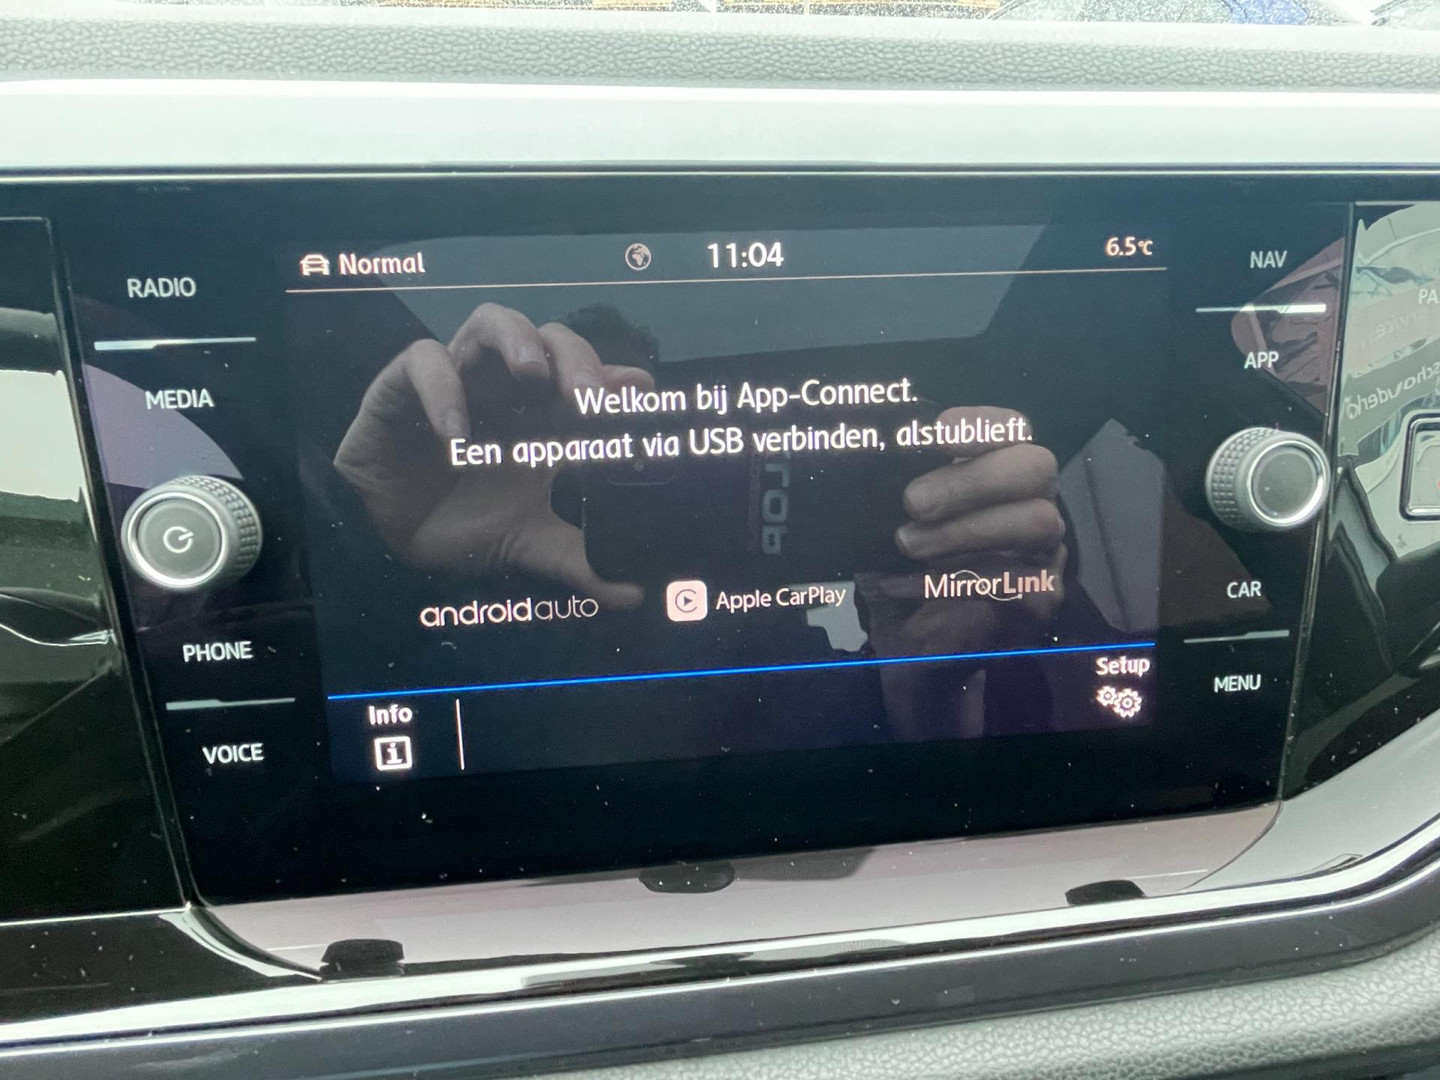 RADIO
MEDIA
PHONE
VOICE
Normal
11:04
6.5°C
Welkom bij App-Connect.
Een apparaat via USB verbinden, alstublieft.
androidauto
Apple CarPlay
MirrorLink
Info
i
Setup
NAV
APP
CAR
MENU